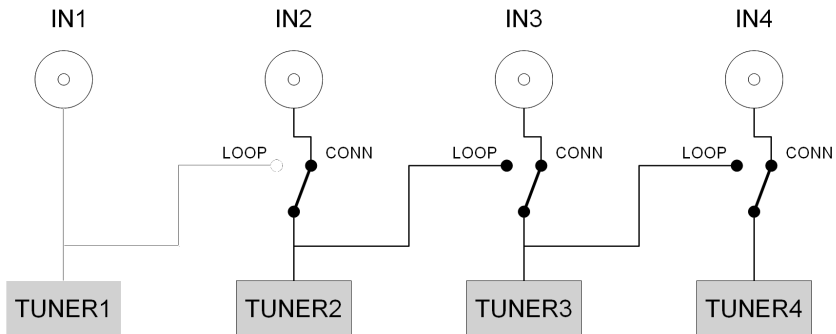 IN1 IN2 IN3 IN4
LOOP CONN LOOP CONN LOOP CONN
TUNER1 TUNER2 TUNER3 TUNER4